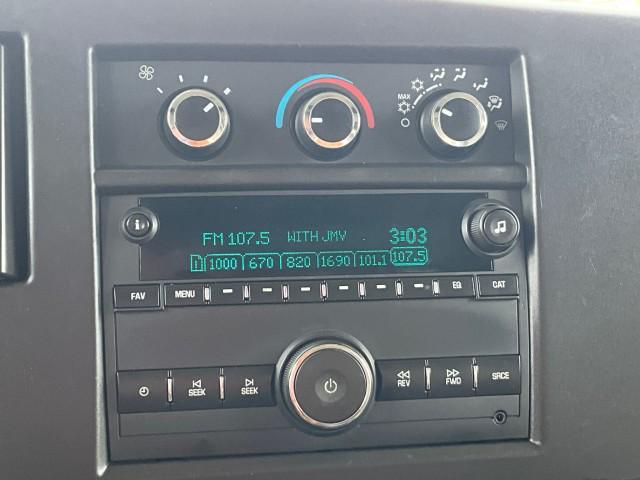 MAX
i
FM 107.5 WITH JMV 3:03
1 1000 670 820 1690 101.1 107.5
FAV MENU EQ CAT
SEEK SEEK REV FWD SRCE